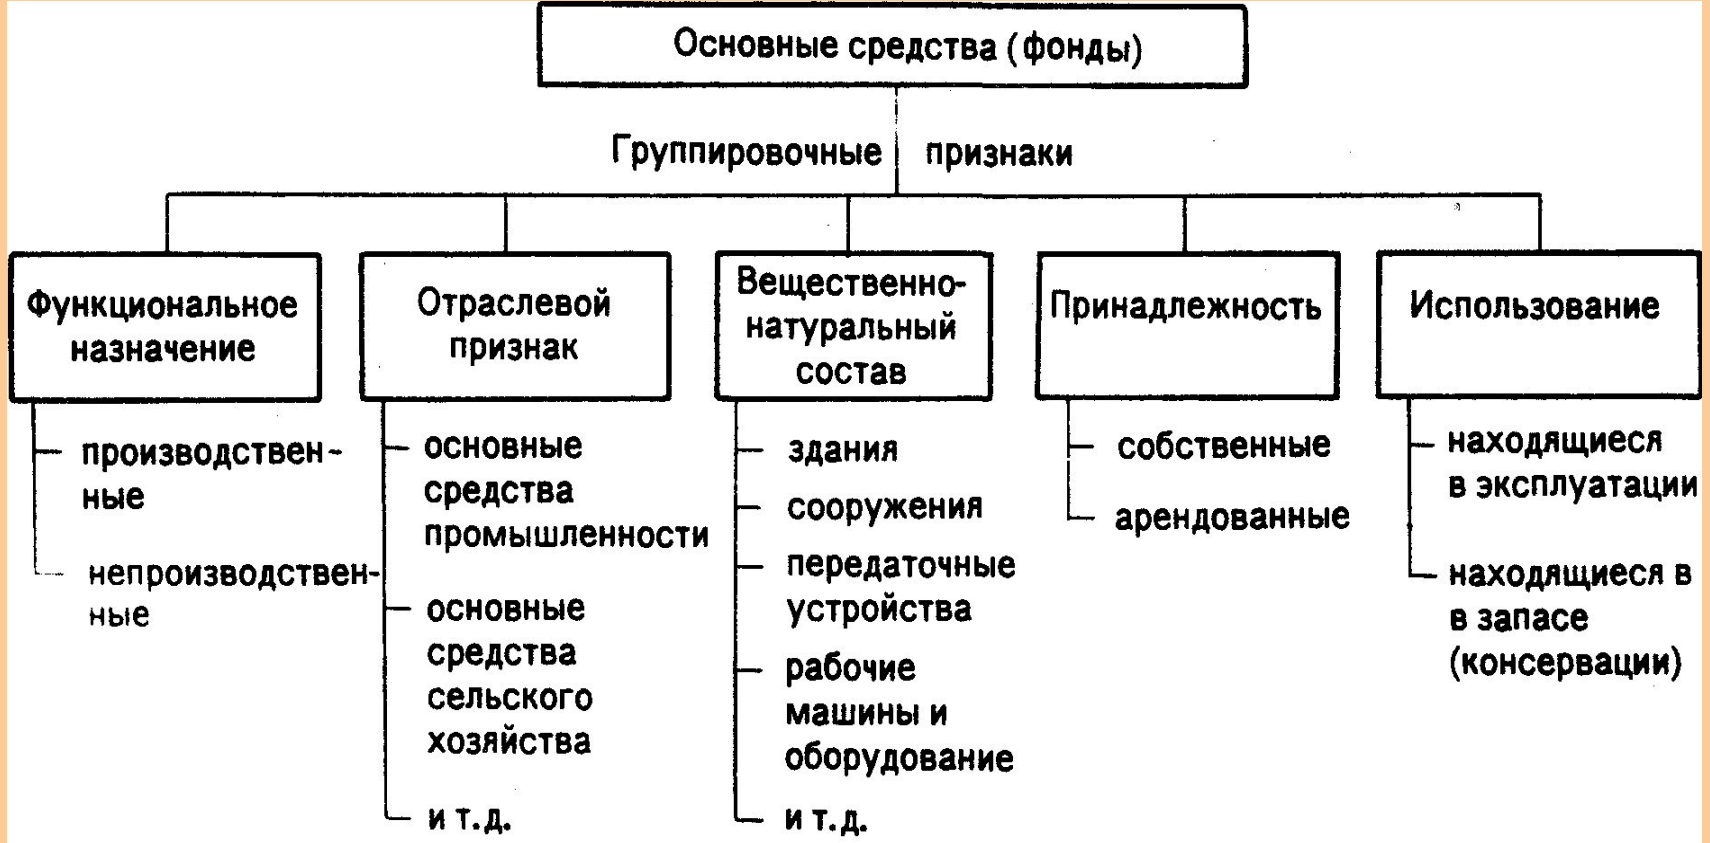 Основные средства (фонды)
Группировочные признаки
Функциональное
назначение
производствен-
ные
непроизводствен-
ные
Отраслевой
признак
основные
средства
промышленности
основные
средства
сельского
хозяйства
и т.д.
Вещественно-
натуральный
состав
здания
сооружения
передаточные
устройства
рабочие
машины и
оборудование
и т.д.
Принадлежность
собственные
арендованные
Использование
находящиеся
в эксплуатации
находящиеся в
в запасе
(консервации)